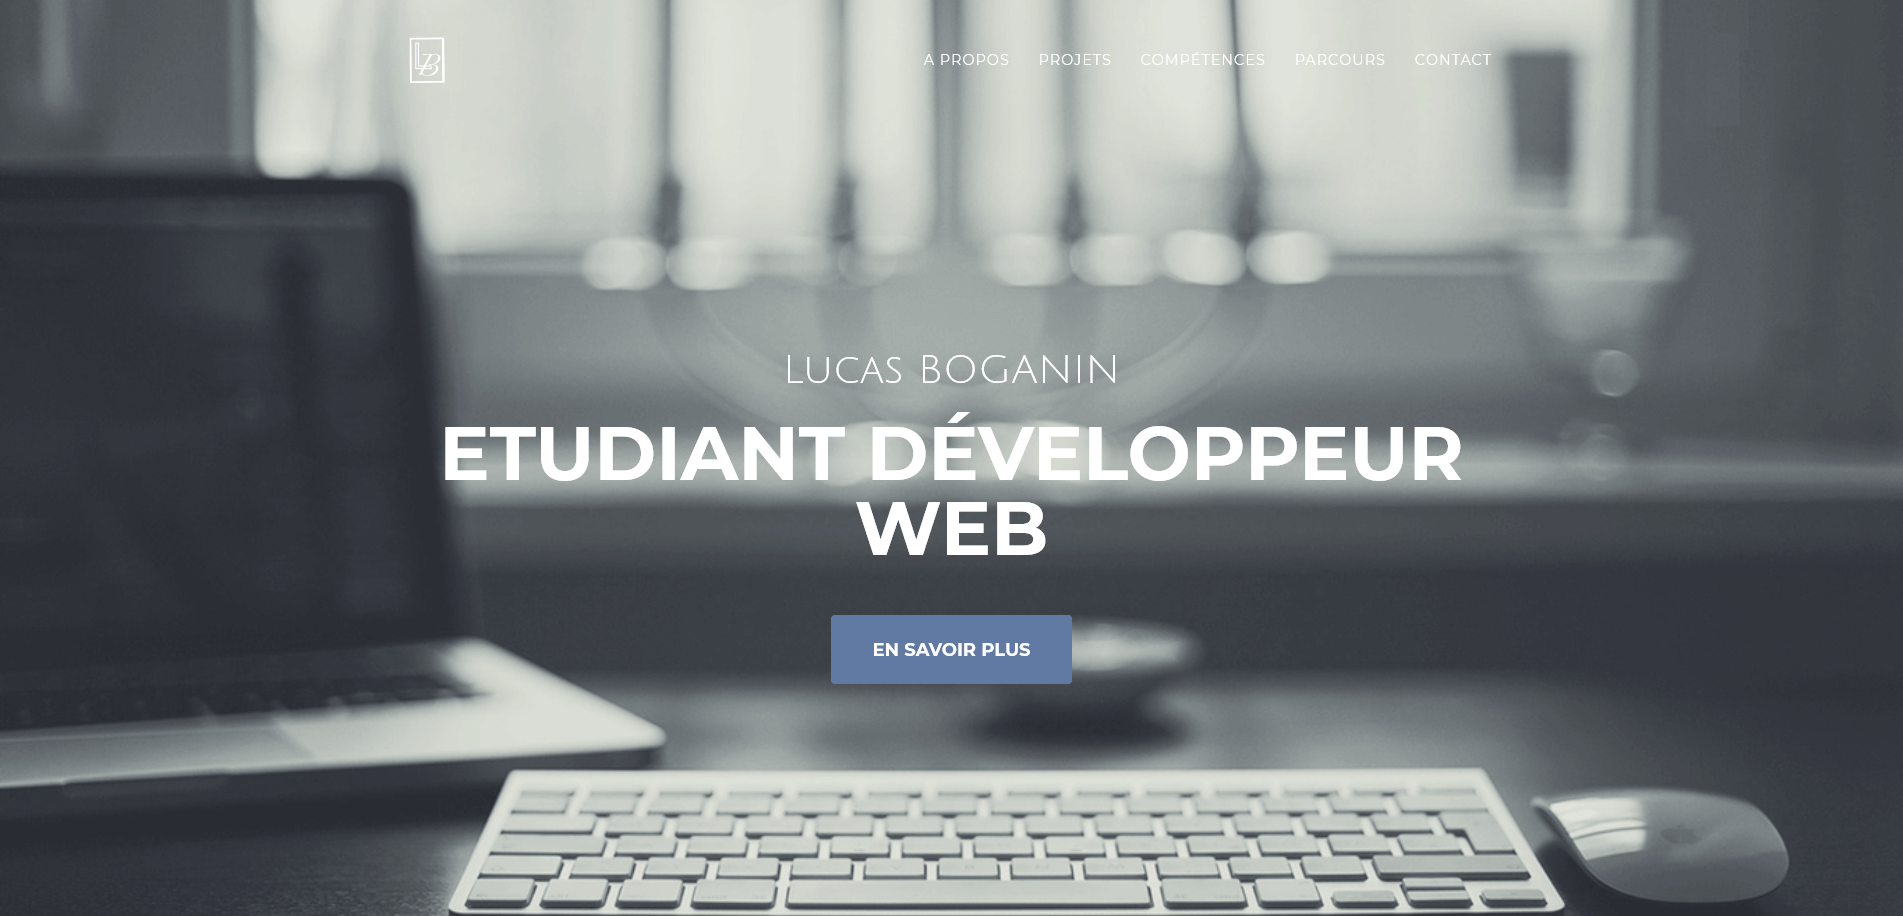 LB
A PROPOS PROJETS COMPÉTENCES PARCOURS CONTACT
Lucas BOGANIN
ETUDIANT DÉVELOPPEUR
WEB
EN SAVOIR PLUS